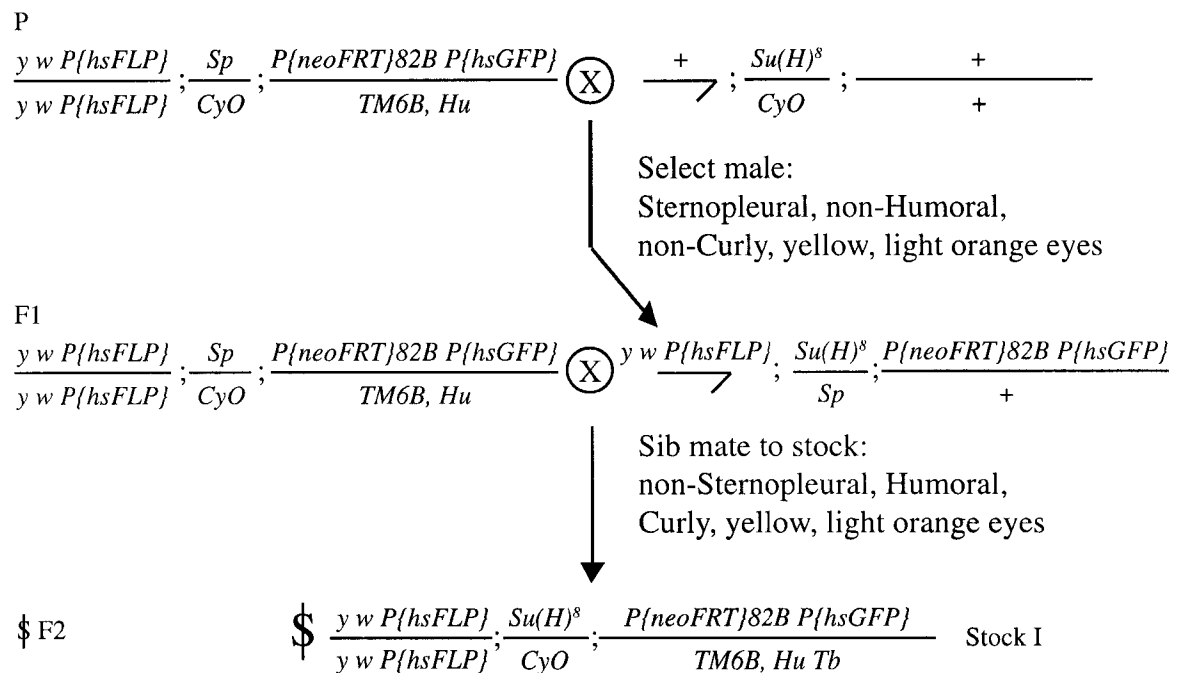 P
y w P{hsFLP} ; Sp ; P{neoFRT}82B P{hsGFP} X + ; Su(H)⁸ ; +
y w P{hsFLP} CyO TM6B, Hu CyO +
Select male:
Sternopleural, non-Humoral,
non-Curly, yellow, light orange eyes
F1
y w P{hsFLP} ; Sp ; P{neoFRT}82B P{hsGFP} X y w P{hsFLP} ; Su(H)⁸ ; P{neoFRT}82B P{hsGFP}
y w P{hsFLP} CyO TM6B, Hu Sp +
Sib mate to stock:
non-Sternopleural, Humoral,
Curly, yellow, light orange eyes
$ F2 $ y w P{hsFLP} ; Su(H)⁸ ; P{neoFRT}82B P{hsGFP} Stock I
y w P{hsFLP} CyO TM6B, Hu Tb